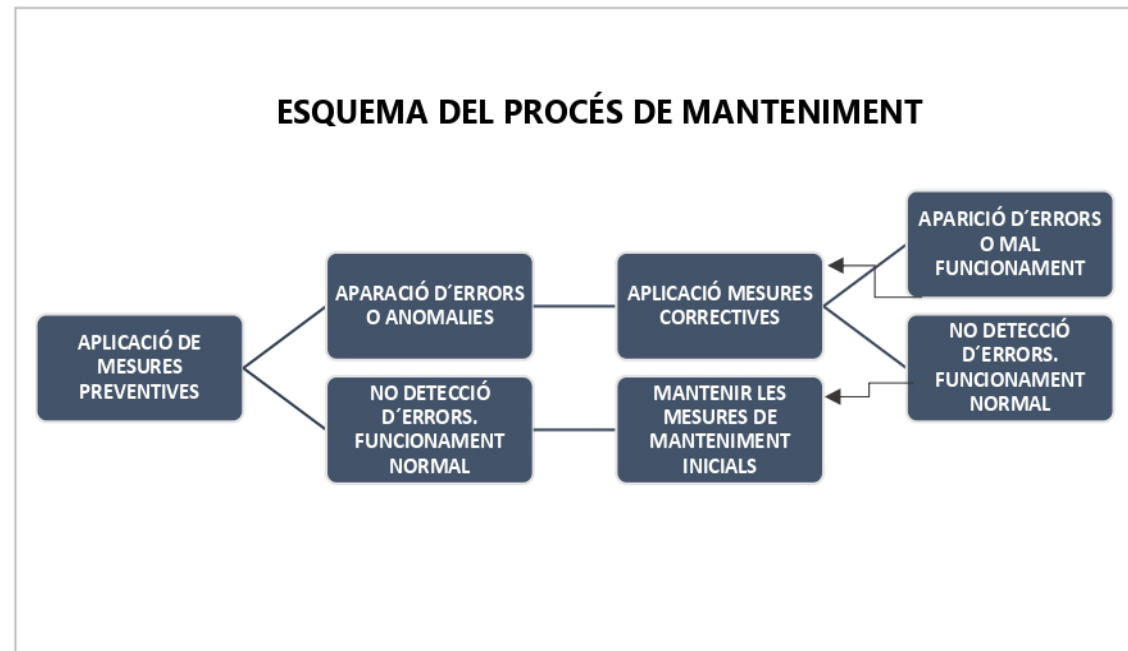 ESQUEMA DEL PROCÉS DE MANTENIMENT
APLICACIÓ DE
MESURES
PREVENTIVES
APARACIÓ D´ERRORS
O ANOMALIES
NO DETECCIÓ
D´ERRORS.
FUNCIONAMENT
NORMAL
APLICACIÓ MESURES
CORRECTIVES
MANTENIR LES
MESURES DE
MANTENIMENT
INICIALS
APARICIÓ D´ERRORS
O MAL
FUNCIONAMENT
NO DETECCIÓ
D´ERRORS.
FUNCIONAMENT
NORMAL